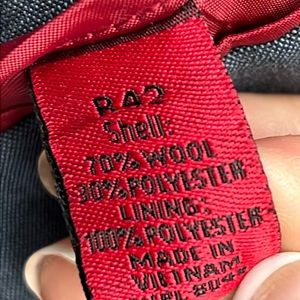 R42
Shell:
70% WOOL
30% POLYESTER
LINING:
100% POLYESTER
MADE IN
VIETNAM